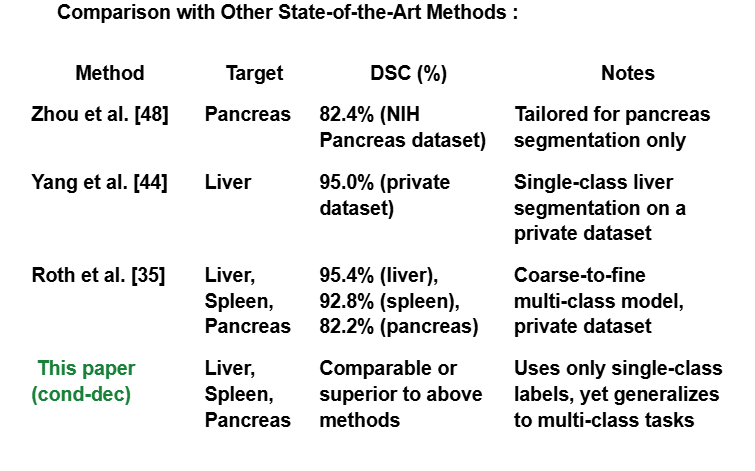 Comparison with Other State-of-the-Art Methods :
Method Target DSC (%) Notes
Zhou et al. [48] Pancreas 82.4% (NIH Tailored for pancreas
Pancreas dataset) segmentation only
Yang et al. [44] Liver 95.0% (private Single-class liver
dataset) segmentation on a
private dataset
Roth et al. [35] Liver, 95.4% (liver), Coarse-to-fine
Spleen, 92.8% (spleen), multi-class model,
Pancreas 82.2% (pancreas) private dataset
This paper Liver, Comparable or Uses only single-class
(cond-dec) Spleen, superior to above labels, yet generalizes
Pancreas methods to multi-class tasks